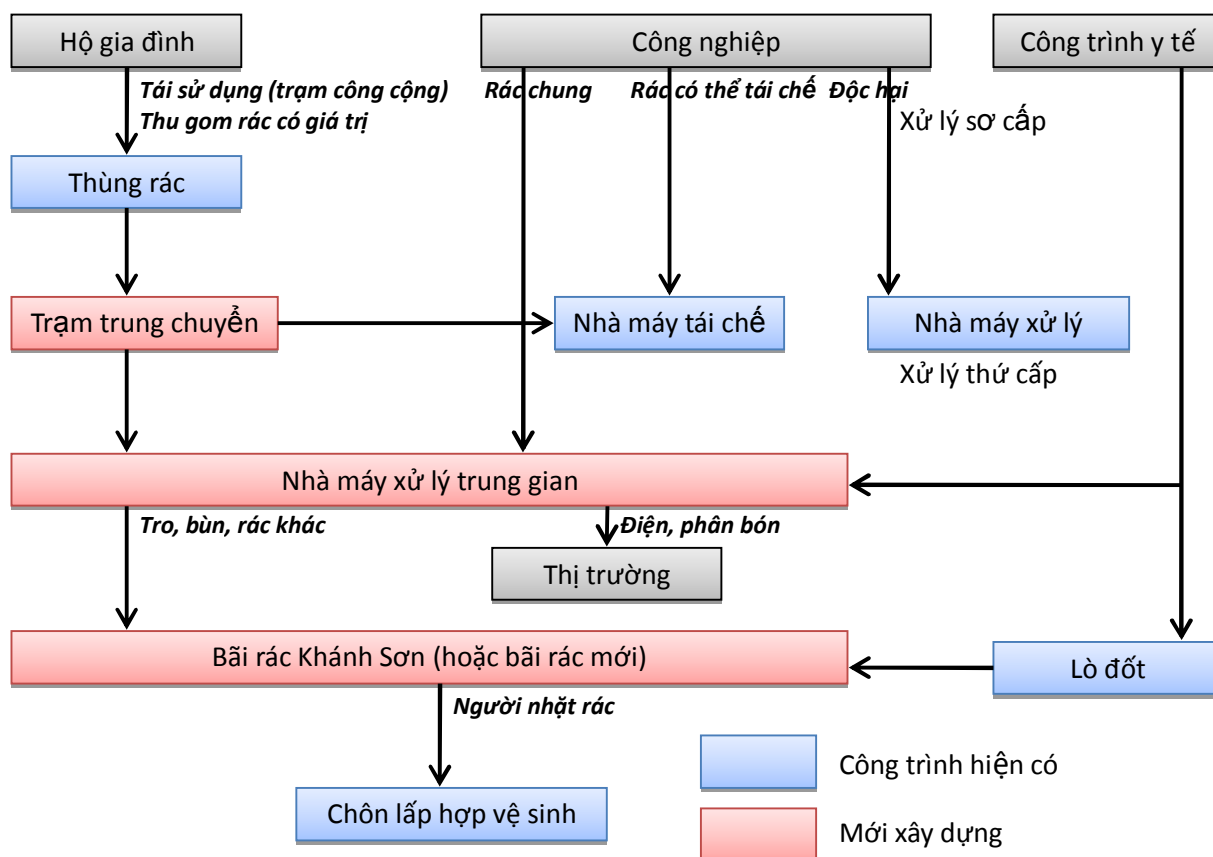 Hộ gia đình
Công nghiệp
Công trình y tế
Tái sử dụng (trạm công cộng)
Thu gom rác có giá trị
Rác chung
Rác có thể tái chế
Độc hại
Xử lý sơ cấp
Thùng rác
Trạm trung chuyển
Nhà máy tái chế
Nhà máy xử lý
Xử lý thứ cấp
Nhà máy xử lý trung gian
Tro, bùn, rác khác
Điện, phân bón
Thị trường
Bãi rác Khánh Sơn (hoặc bãi rác mới)
Lò đốt
Người nhặt rác
Công trình hiện có
Chôn lấp hợp vệ sinh
Mới xây dựng